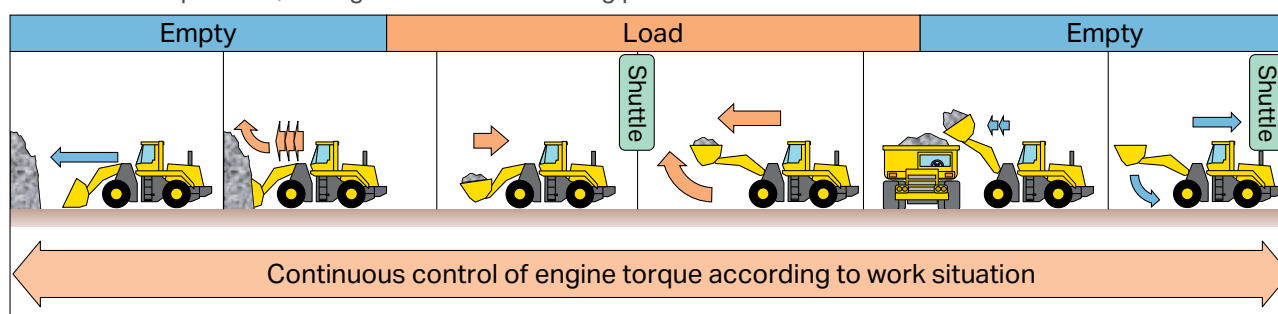 Empty
Load
Empty
Shuttle
Shuttle
Continuous control of engine torque according to work situation